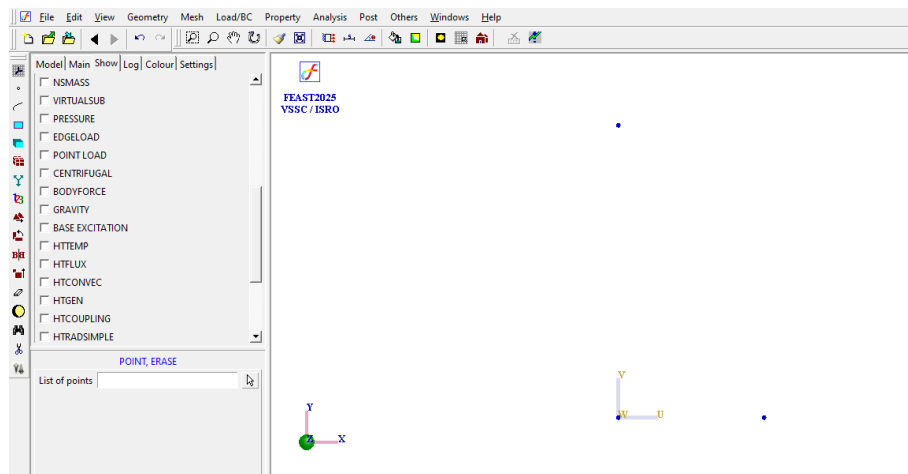 File Edit View Geometry Mesh Load/BC Property Analysis Post Others Windows Help
Model Main Show Log Colour Settings
NSMASS
VIRTUALSUB
PRESSURE
EDGELOAD
POINT LOAD
CENTRIFUGAL
BODYFORCE
GRAVITY
BASE EXCITATION
HTTEMP
HTFLUX
HTCONVEC
HTGEN
HTCOUPLING
HTRADSIMPLE
POINT, ERASE
List of points
FEAST2025
VSSC / ISRO
V
W U
Y
Z X